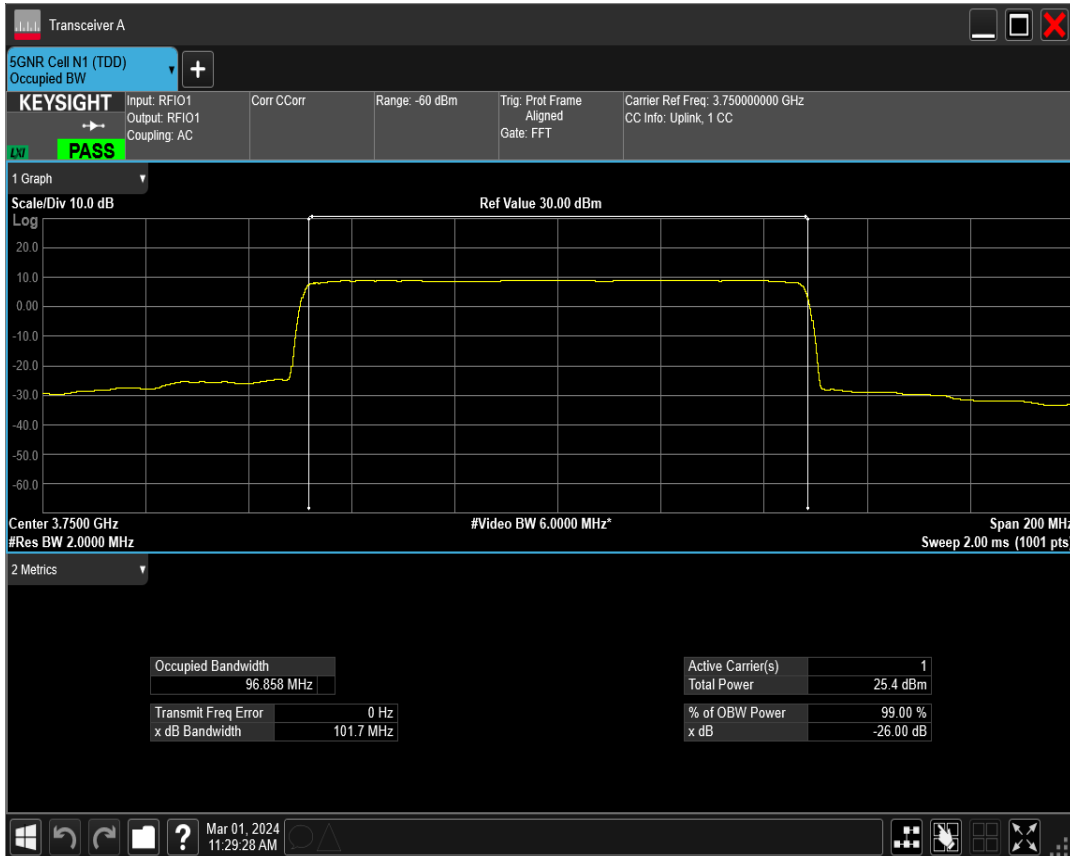 Transceiver A
5GNR Cell N1 (TDD)
Occupied BW
+
KEYSIGHT
LXI
PASS
Input: RFIO1
Output: RFIO1
Coupling: AC
Corr CCorr
Range: -60 dBm
Trig: Prot Frame
Aligned
Gate: FFT
Carrier Ref Freq: 3.750000000 GHz
CC Info: Uplink, 1 CC
1 Graph
Scale/Div 10.0 dB
Ref Value 30.00 dBm
Log
20.0
10.0
0.00
-10.0
-20.0
-30.0
-40.0
-50.0
-60.0
Center 3.7500 GHz
#Video BW 6.0000 MHz*
Span 200 MHz
#Res BW 2.0000 MHz
Sweep 2.00 ms (1001 pts)
2 Metrics
Occupied Bandwidth
96.858 MHz
Transmit Freq Error 0 Hz
x dB Bandwidth 101.7 MHz
Active Carrier(s) 1
Total Power 25.4 dBm
% of OBW Power 99.00 %
x dB -26.00 dB
?
Mar 01, 2024
11:29:28 AM